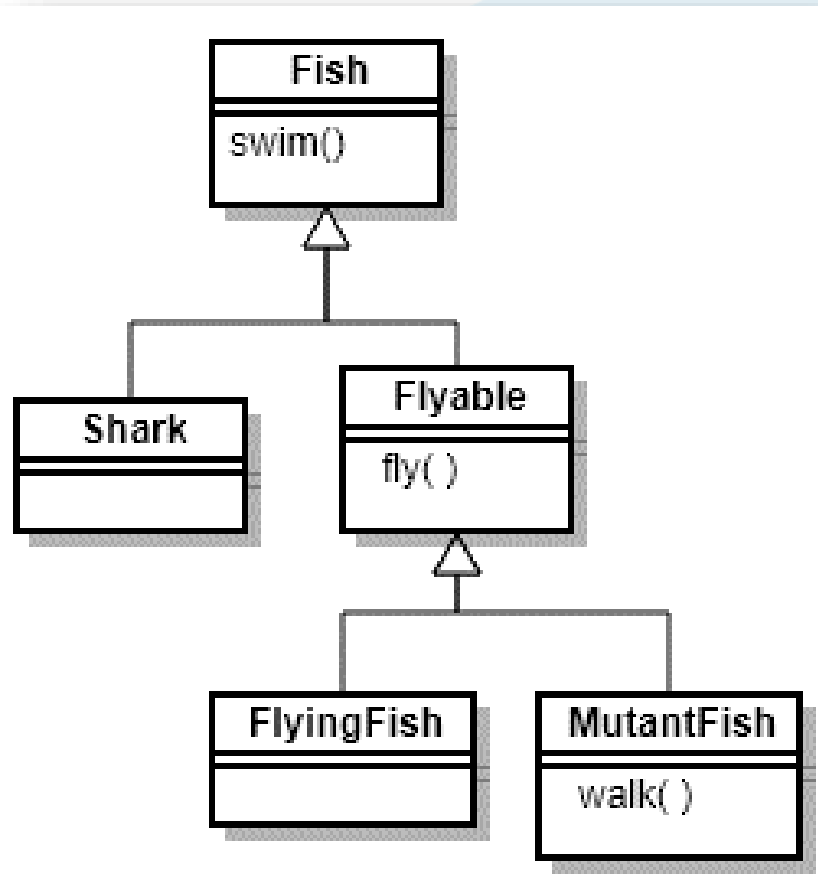 Fish
swim()
Shark
Flyable
fly( )
FlyingFish
MutantFish
walk( )